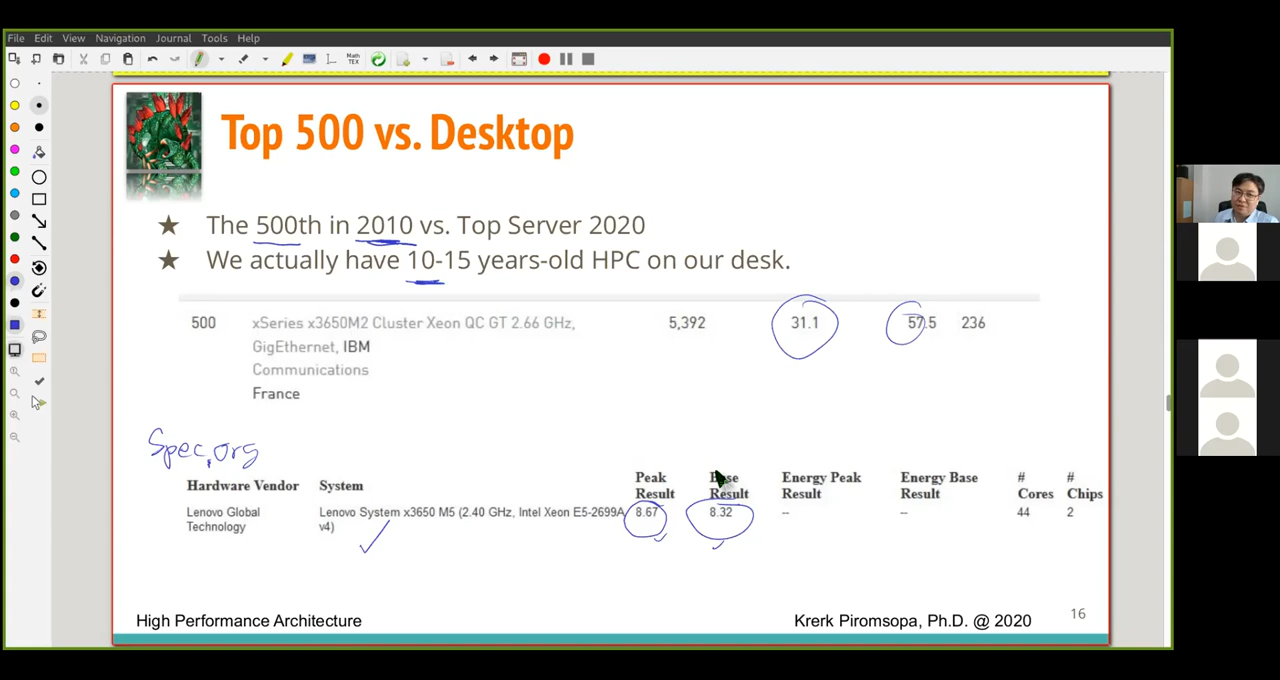 File Edit View Navigation Journal Tools Help
Math
TEX
Top 500 vs. Desktop
★ The 500th in 2010 vs. Top Server 2020
★ We actually have 10-15 years-old HPC on our desk.
500 xSeries x3650M2 Cluster Xeon QC GT 2.66 GHz, 5,392 31.1 57.5 236
GigEthernet, IBM
Communications
France
Spec.org
Peak Base Energy Peak Energy Base # #
Hardware Vendor System Result Result Result Result Cores Chips
Lenovo Global Lenovo System x3650 M5 (2.40 GHz, Intel Xeon E5-2699A 8.67 8.32 -- -- 44 2
Technology v4)
High Performance Architecture Krerk Piromsopa, Ph.D. @ 2020 16